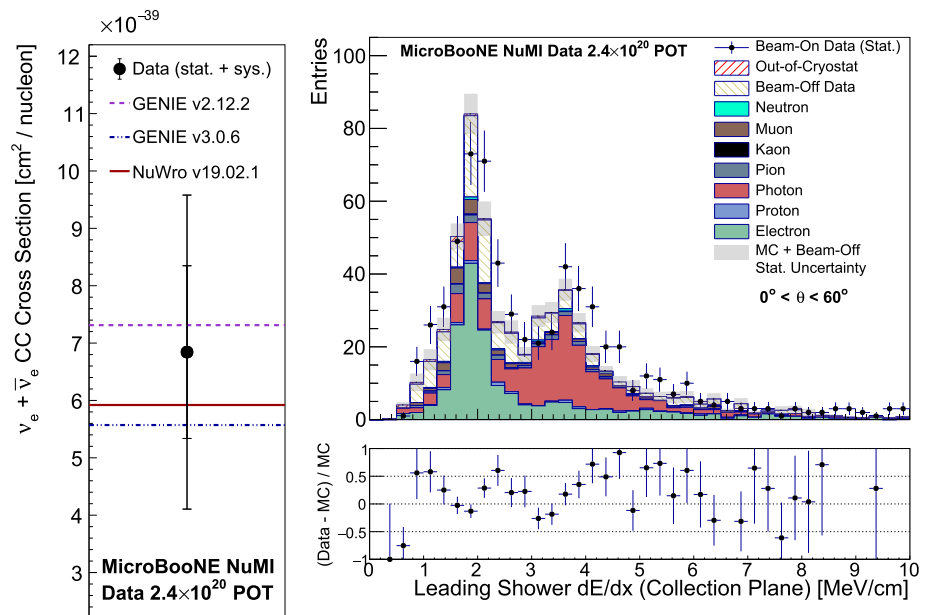 ×10⁻³⁹
νe + ν̅e CC Cross Section [cm² / nucleon]
12
11
10
9
8
7
6
5
4
3
Data (stat. + sys.)
GENIE v2.12.2
GENIE v3.0.6
NuWro v19.02.1
MicroBooNE NuMI
Data 2.4×10²⁰ POT
Entries
100
80
60
40
20
0
MicroBooNE NuMI Data 2.4×10²⁰ POT
Beam-On Data (Stat.)
Out-of-Cryostat
Beam-Off Data
Neutron
Muon
Kaon
Pion
Photon
Proton
Electron
MC + Beam-Off
Stat. Uncertainty
0° < θ < 60°
(Data - MC) / MC
1
0.5
0
−0.5
−1
0 1 2 3 4 5 6 7 8 9 10
Leading Shower dE/dx (Collection Plane) [MeV/cm]